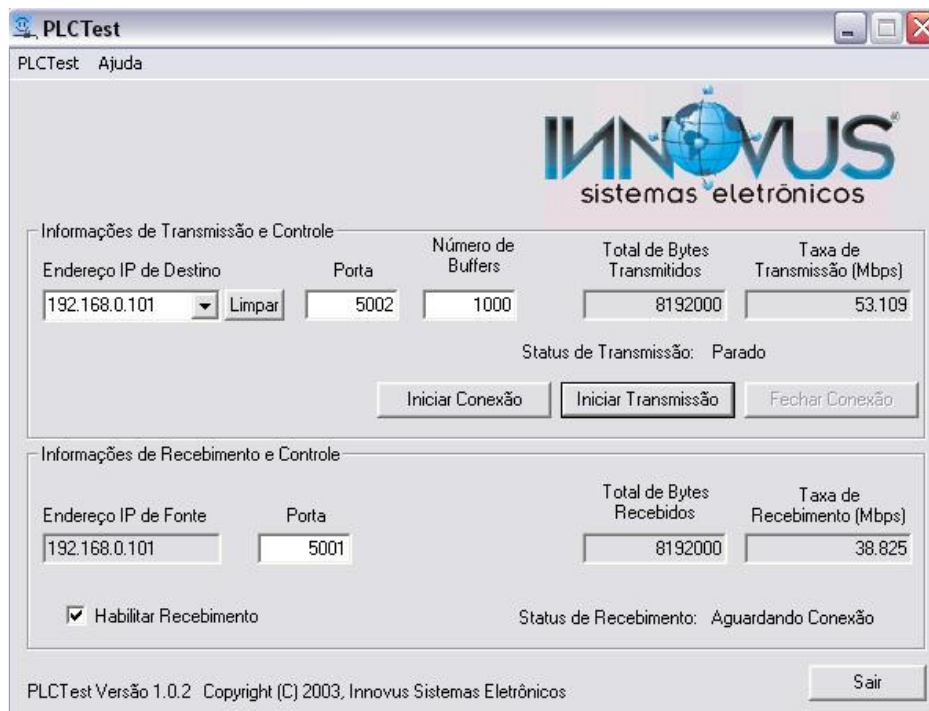 PLCTest
PLCTest Ajuda
INNOVUS®
sistemas eletrônicos
Informações de Transmissão e Controle
Endereço IP de Destino
Porta
Número de
Buffers
Total de Bytes
Transmitidos
Taxa de
Transmissão (Mbps)
192.168.0.101
Limpar
5002
1000
8192000
53.109
Status de Transmissão: Parado
Iniciar Conexão
Iniciar Transmissão
Fechar Conexão
Informações de Recebimento e Controle
Endereço IP de Fonte
Porta
Total de Bytes
Recebidos
Taxa de
Recebimento (Mbps)
192.168.0.101
5001
8192000
38.825
Habilitar Recebimento
Status de Recebimento: Aguardando Conexão
PLCTest Versão 1.0.2 Copyright (C) 2003, Innovus Sistemas Eletrônicos
Sair